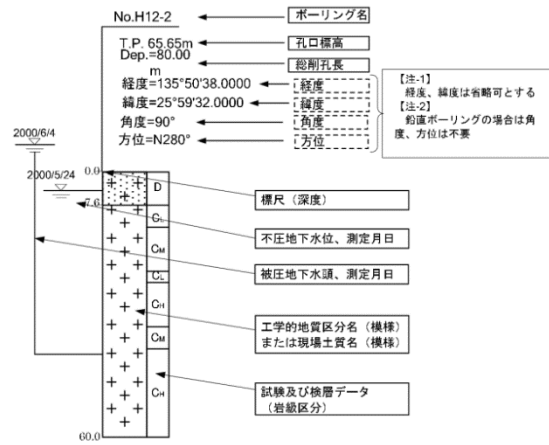 No.H12-2
ボーリング名
T.P. 65.65m
孔口標高
Dep.=80.00
m
総削孔長
経度=135°50'38.0000
経度
緯度=25°59'32.0000
緯度
角度=90°
角度
方位=N280°
方位
【注-1】
経度、緯度は省略可とする
【注-2】
鉛直ボーリングの場合は角
度、方位は不要
2000/6/4
2000/5/24
0.0
7.6
D
CL
CM
CL
CH
CM
CH
60.0
標尺（深度）
不圧地下水位、測定月日
被圧地下水頭、測定月日
工学的地質区分名（模様）
または現場土質名（模様）
試験及び検層データ
（岩級区分）